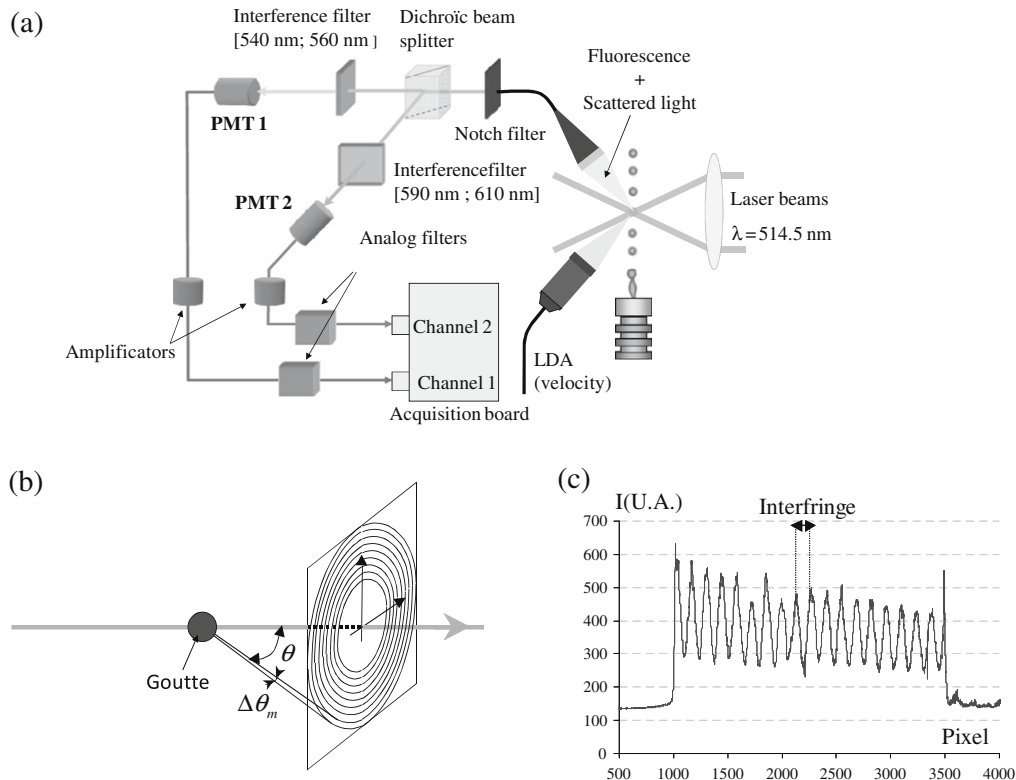 (a)
Interference filter
[540 nm; 560 nm ]
Dichroïc beam
splitter
Fluorescence
+
Scattered light
PMT 1
Notch filter
Interferencefilter
[590 nm ; 610 nm]
PMT 2
Laser beams
λ=514.5 nm
Analog filters
Amplificators
Channel 2
Channel 1
LDA
(velocity)
Acquisition board
(b)
θ
Goutte
Δθm
(c)
I(U.A.)
Interfringe
700
600
500
400
300
200
100
0
Pixel
500 1000 1500 2000 2500 3000 3500 4000